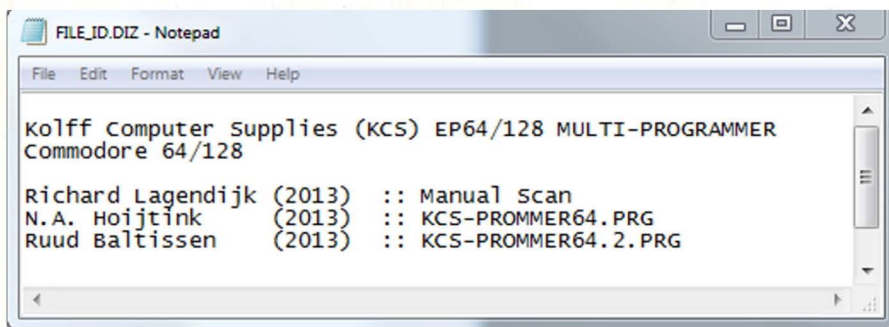 FILE_ID.DIZ - Notepad
File Edit Format View Help
Kolff Computer Supplies (KCS) EP64/128 MULTI-PROGRAMMER
Commodore 64/128
Richard Lagendijk (2013) :: Manual Scan
N.A. Hoijtink (2013) :: KCS-PROMMER64.PRG
Ruud Baltissen (2013) :: KCS-PROMMER64.2.PRG